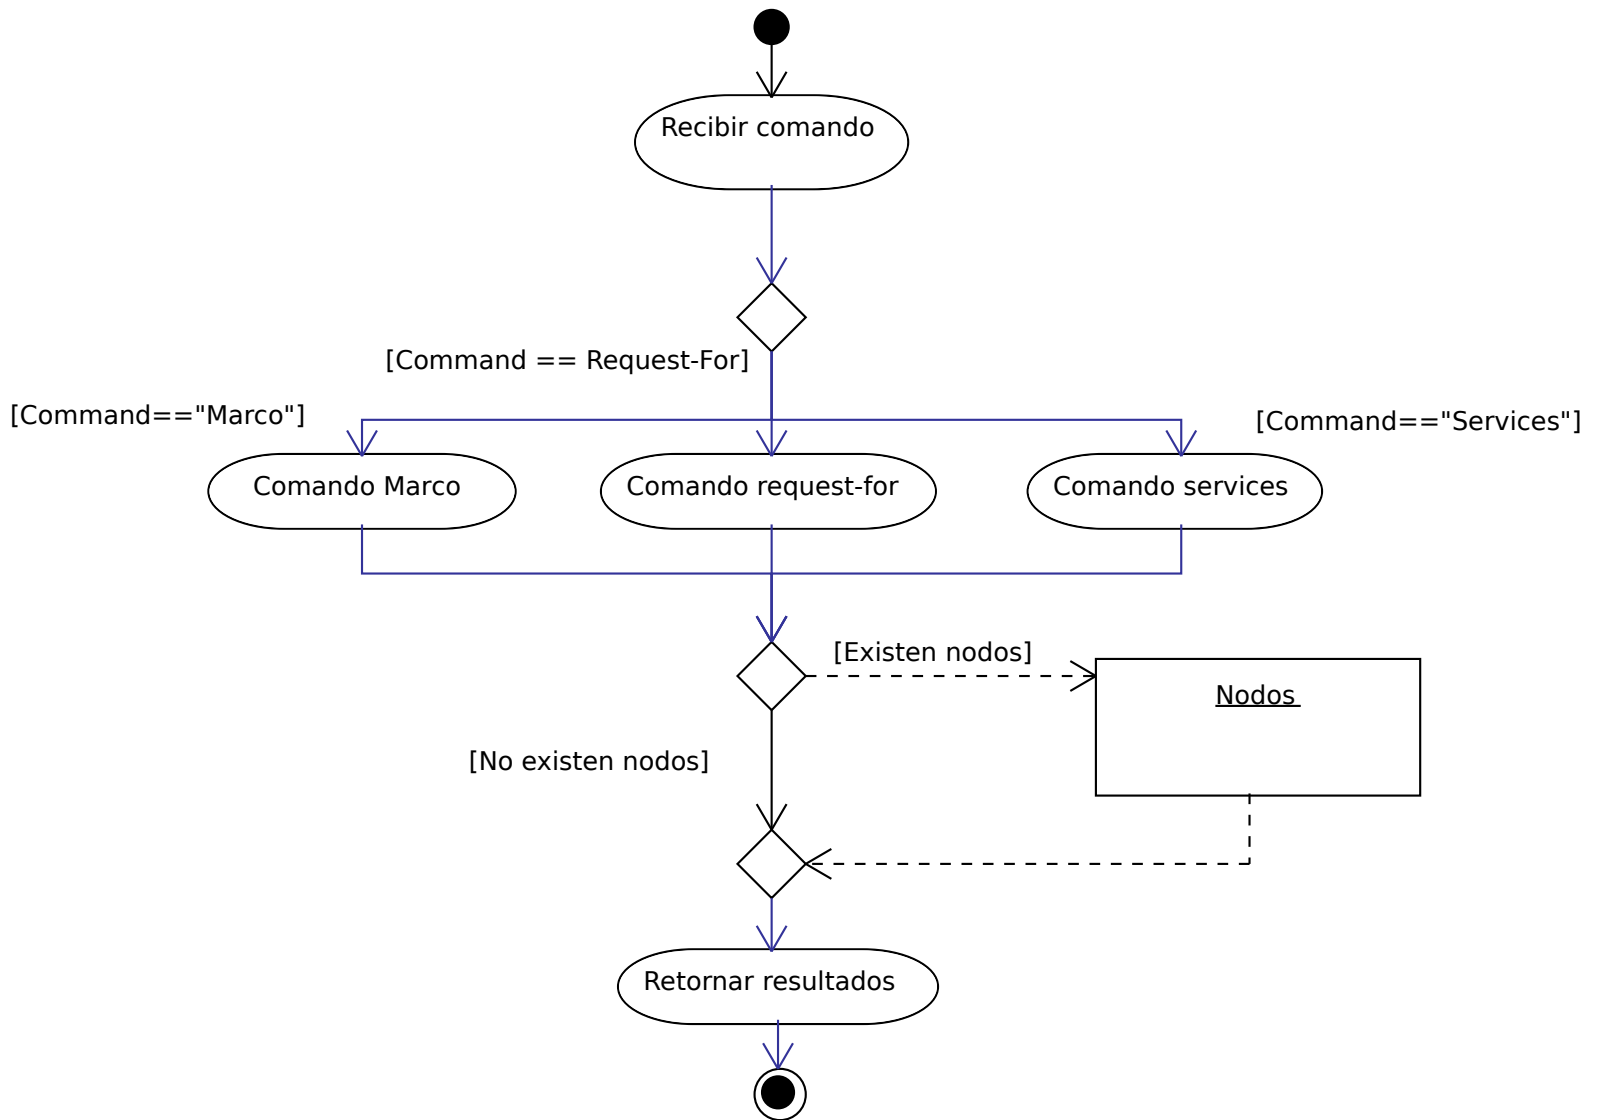 Recibir comando
[Command == Request-For]
[Command=="Marco"]
[Command=="Services"]
Comando Marco
Comando request-for
Comando services
[Existen nodos]
Nodos
[No existen nodos]
Retornar resultados